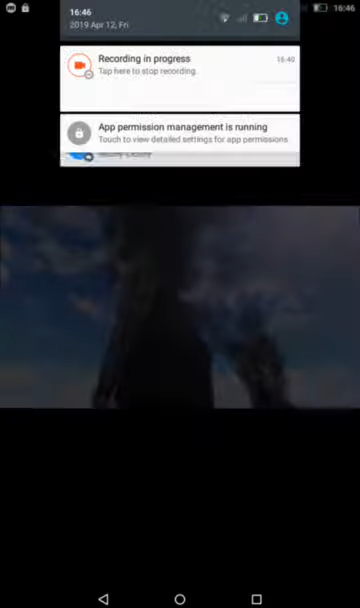 16:46
16:46
2019 Apr 12, Fri
Recording in progress
16:40
Tap here to stop recording.
App permission management is running
Touch to view detailed settings for app permissions